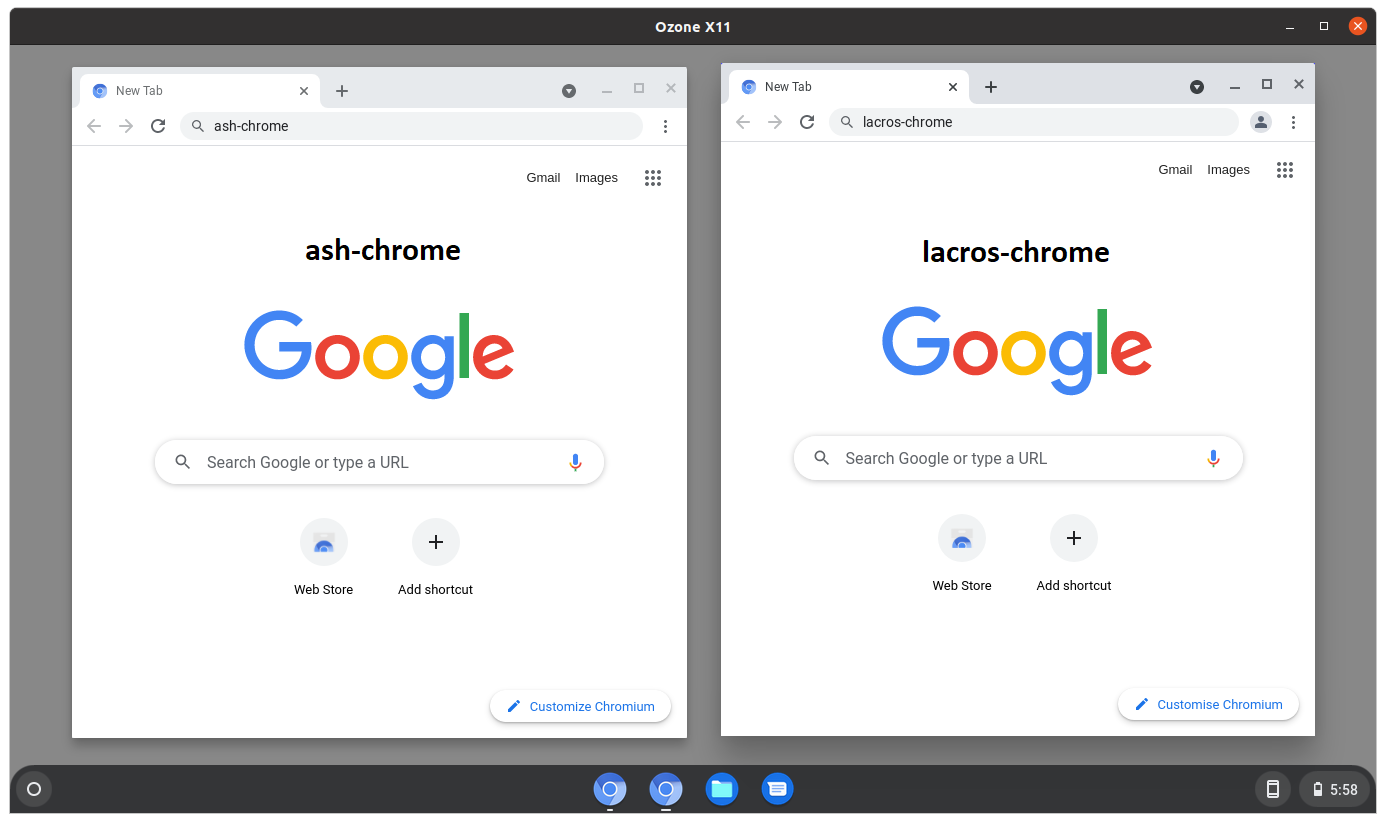 Ozone X11
New Tab
ash-chrome
Gmail Images
ash-chrome
Google
Search Google or type a URL
Web Store
Add shortcut
Customize Chromium
New Tab
lacros-chrome
Gmail Images
lacros-chrome
Google
Search Google or type a URL
Web Store
Add shortcut
Customise Chromium
5:58